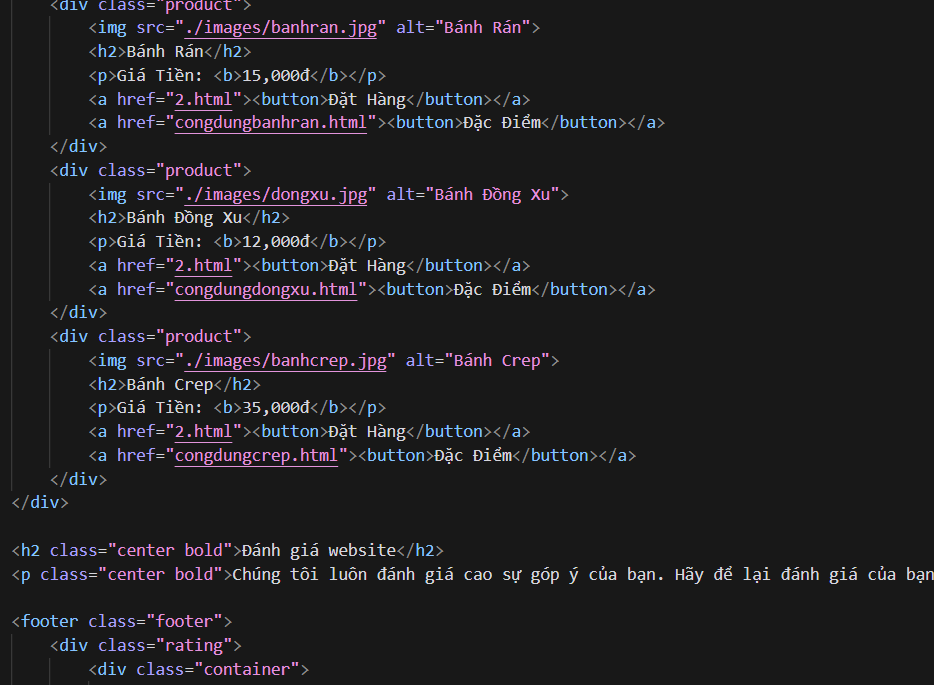 <div class="product">
<img src="./images/banhran.jpg" alt="Bánh Rán">
<h2>Bánh Rán</h2>
<p>Giá Tiền: <b>15,000đ</b></p>
<a href="2.html"><button>Đặt Hàng</button></a>
<a href="congdungbanhran.html"><button>Đặc Điểm</button></a>
</div>
<div class="product">
<img src="./images/dongxu.jpg" alt="Bánh Đồng Xu">
<h2>Bánh Đồng Xu</h2>
<p>Giá Tiền: <b>12,000đ</b></p>
<a href="2.html"><button>Đặt Hàng</button></a>
<a href="congdungdongxu.html"><button>Đặc Điểm</button></a>
</div>
<div class="product">
<img src="./images/banhcrep.jpg" alt="Bánh Crep">
<h2>Bánh Crep</h2>
<p>Giá Tiền: <b>35,000đ</b></p>
<a href="2.html"><button>Đặt Hàng</button></a>
<a href="congdungcrep.html"><button>Đặc Điểm</button></a>
</div>
</div>
<h2 class="center bold">Đánh giá website</h2>
<p class="center bold">Chúng tôi luôn đánh giá cao sự góp ý của bạn. Hãy để lại đánh giá của bạn
<footer class="footer">
<div class="rating">
<div class="container">